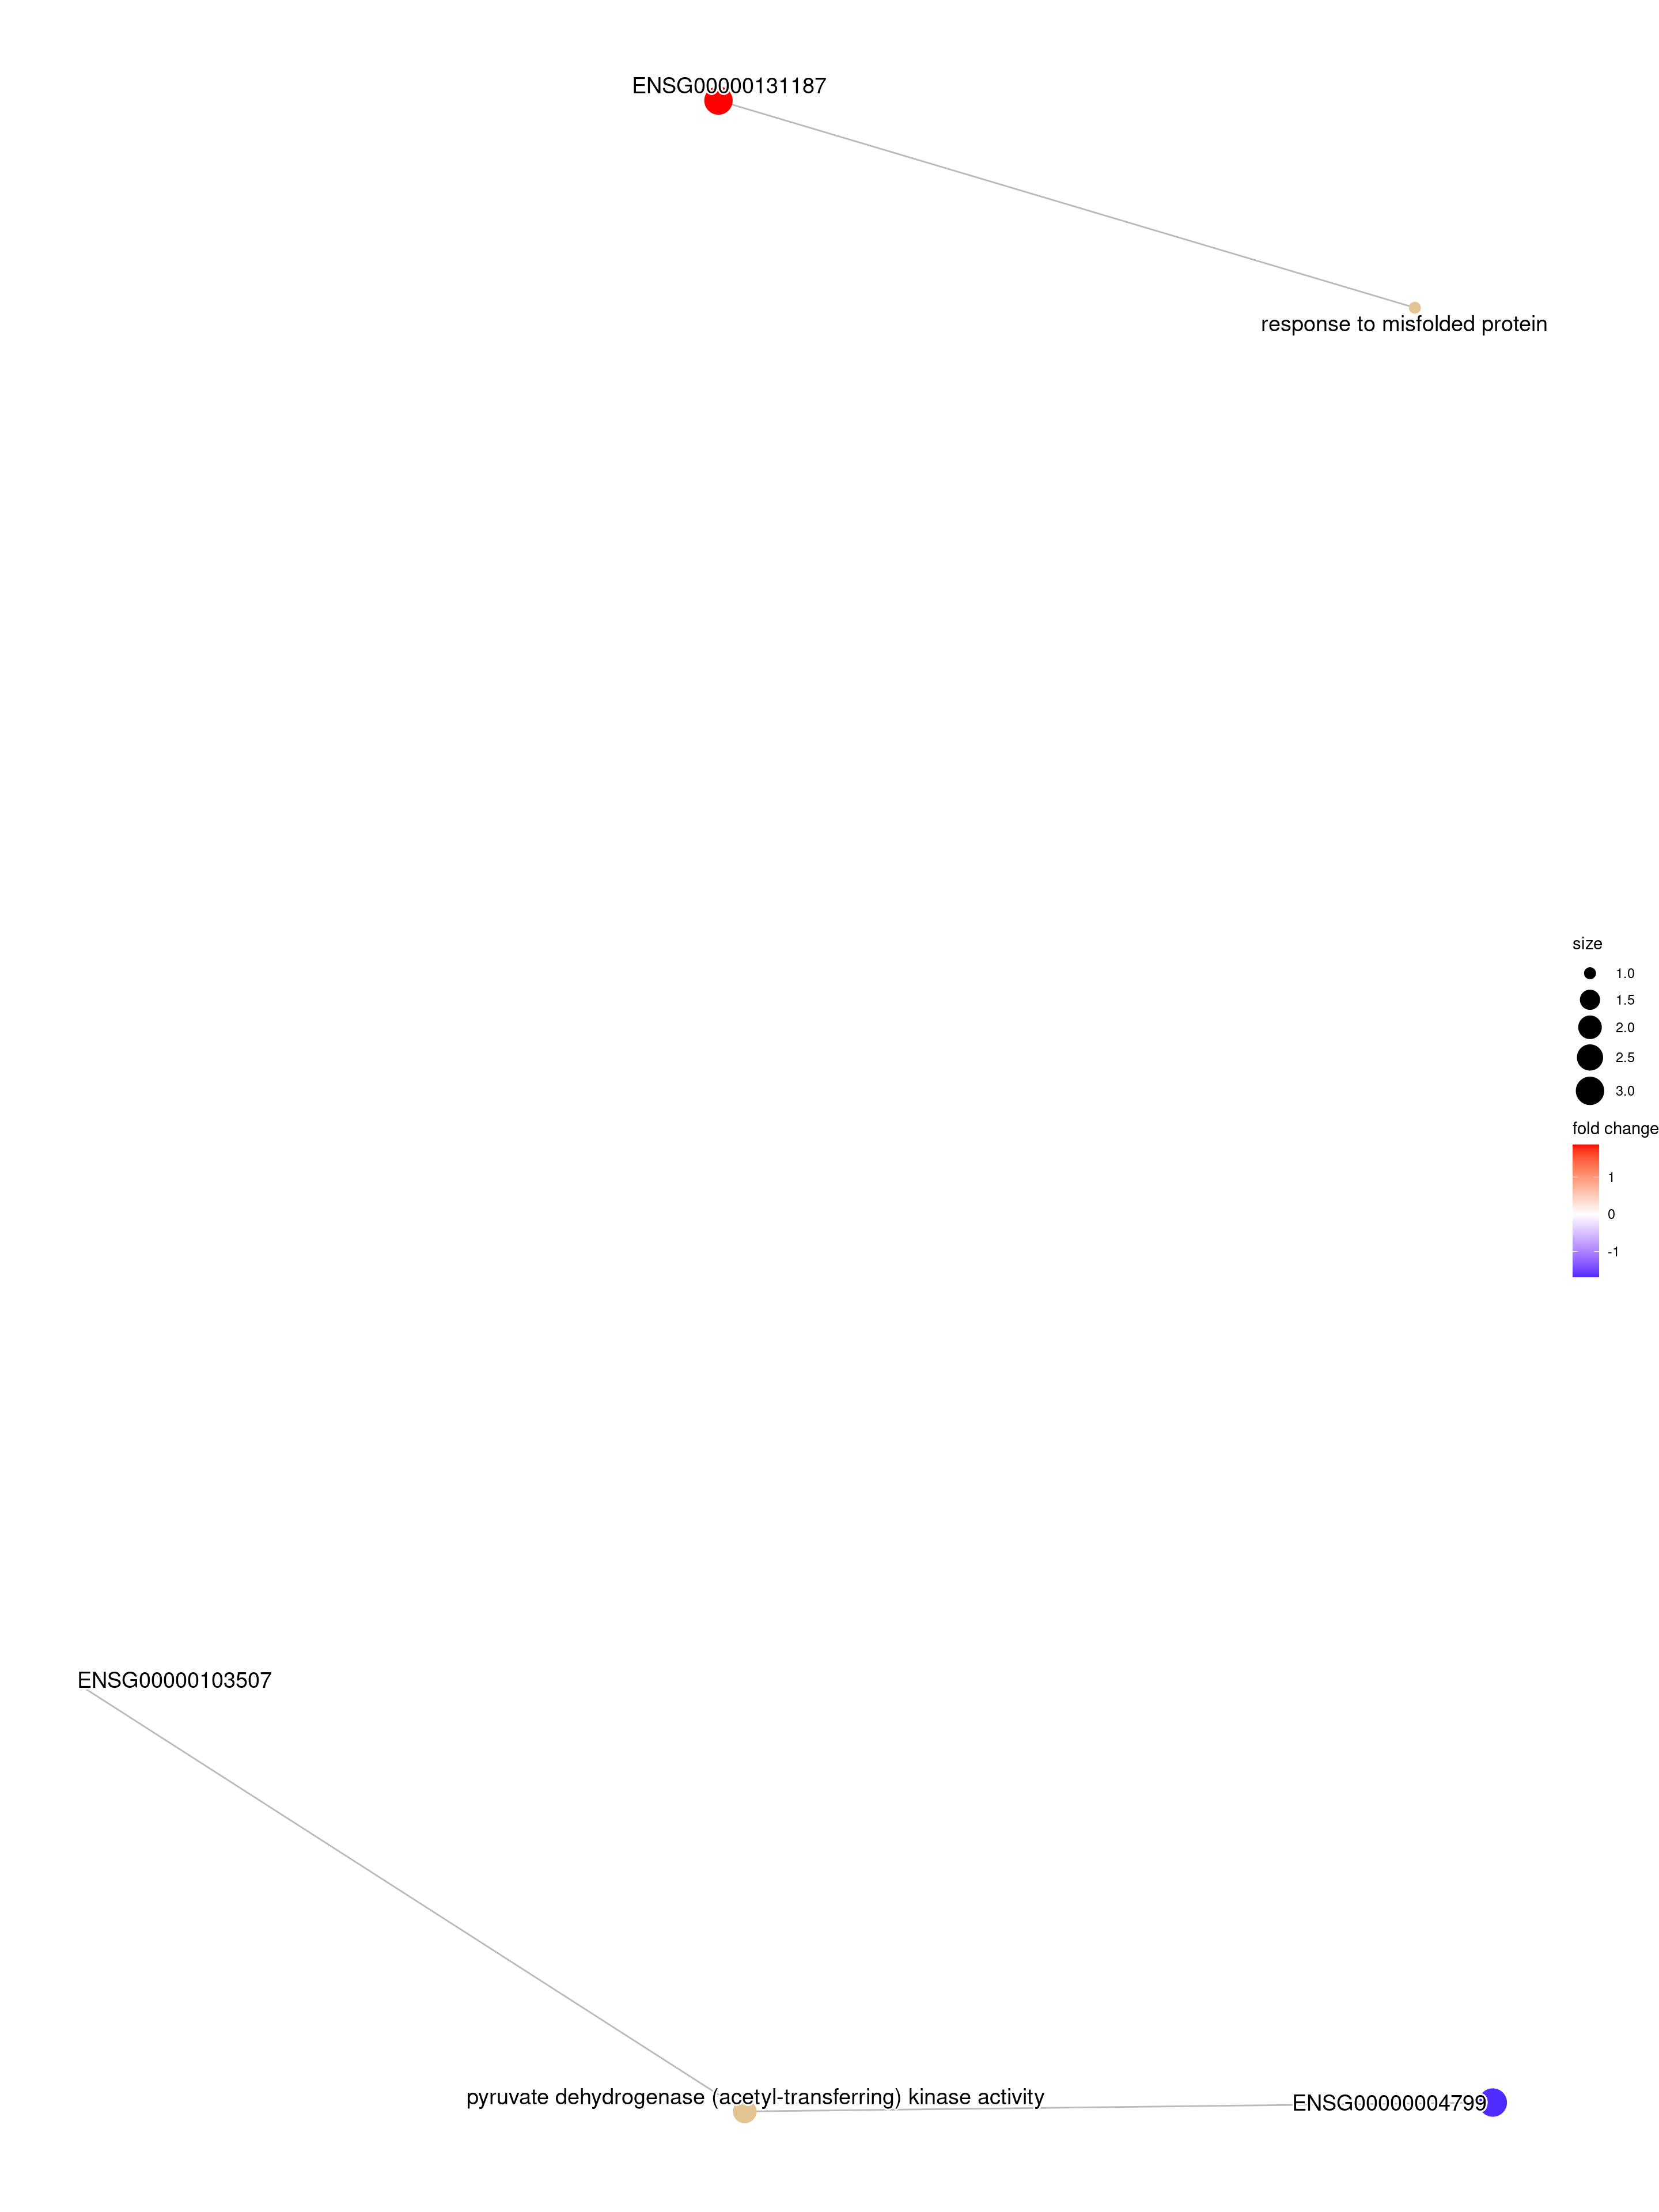 ENSG00000131187
response to misfolded protein
size
1.0
1.5
2.0
2.5
3.0
fold change
1
0
-1
ENSG00000103507
pyruvate dehydrogenase (acetyl-transferring) kinase activity
ENSG00000004799